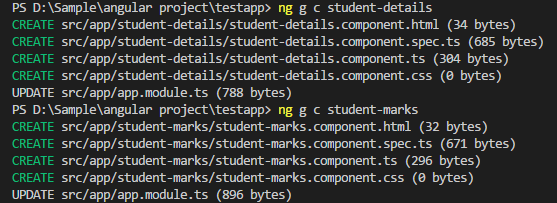 PS D:\Sample\angular project\testapp> ng g c student-details
CREATE src/app/student-details/student-details.component.html (34 bytes)
CREATE src/app/student-details/student-details.component.spec.ts (685 bytes)
CREATE src/app/student-details/student-details.component.ts (304 bytes)
CREATE src/app/student-details/student-details.component.css (0 bytes)
UPDATE src/app/app.module.ts (788 bytes)
PS D:\Sample\angular project\testapp> ng g c student-marks
CREATE src/app/student-marks/student-marks.component.html (32 bytes)
CREATE src/app/student-marks/student-marks.component.spec.ts (671 bytes)
CREATE src/app/student-marks/student-marks.component.ts (296 bytes)
CREATE src/app/student-marks/student-marks.component.css (0 bytes)
UPDATE src/app/app.module.ts (896 bytes)